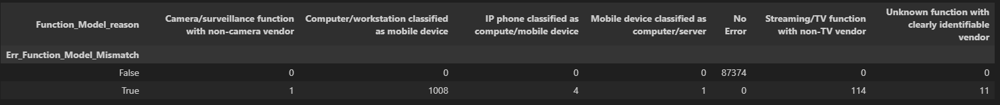 Function_Model_reason Camera/surveillance function with non-camera vendor Computer/workstation classified as mobile device IP phone classified as compute/mobile device Mobile device classified as computer/server No Error Streaming/TV function with non-TV vendor Unknown function with clearly identifiable vendor
Err_Function_Model_Mismatch
False 0 0 0 0 87374 0 0
True 1 1008 4 1 0 114 11